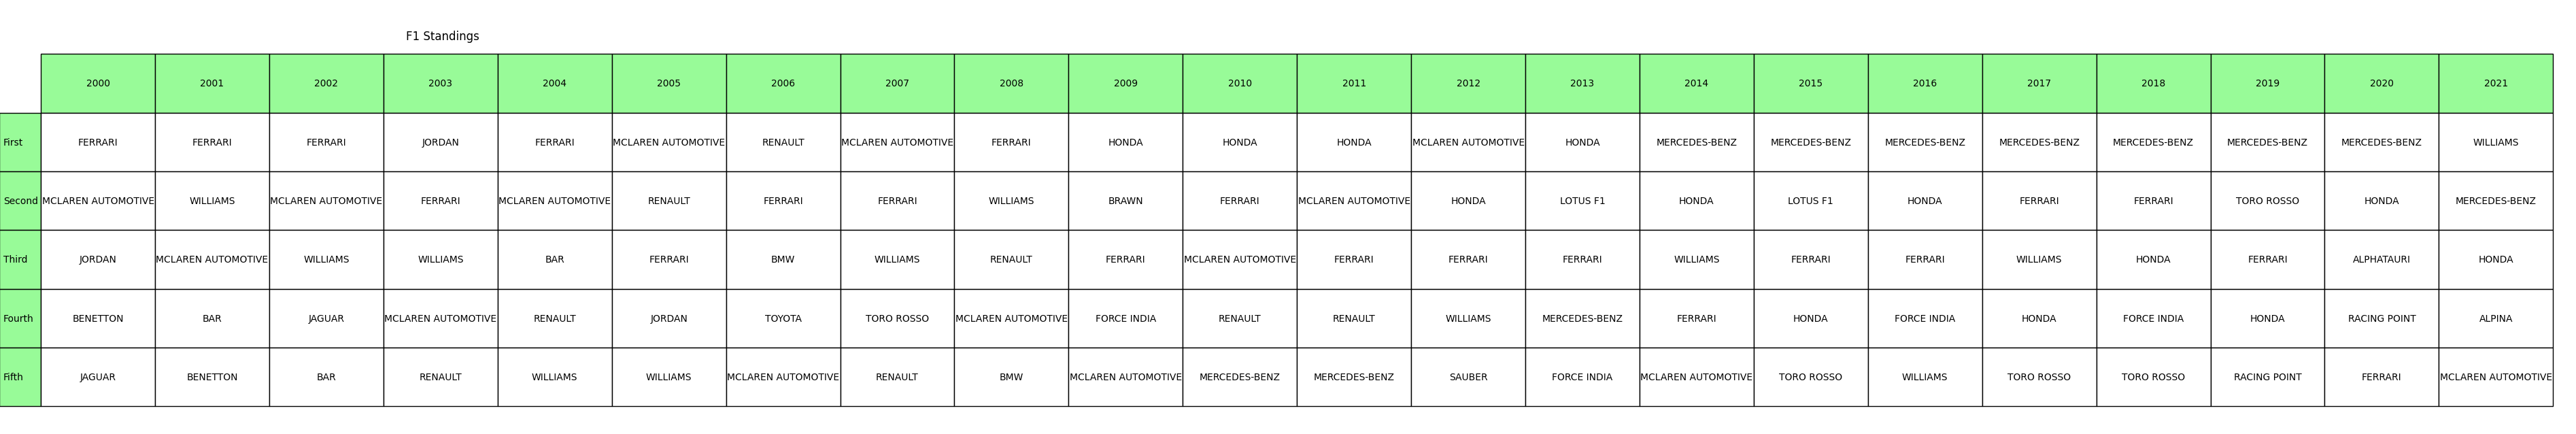 F1 Standings
2000 2001 2002 2003 2004 2005 2006 2007 2008 2009 2010 2011 2012 2013 2014 2015 2016 2017 2018 2019 2020 2021
First FERRARI FERRARI FERRARI JORDAN FERRARI MCLAREN AUTOMOTIVE RENAULT MCLAREN AUTOMOTIVE FERRARI HONDA HONDA HONDA MCLAREN AUTOMOTIVE HONDA MERCEDES-BENZ MERCEDES-BENZ MERCEDES-BENZ MERCEDES-BENZ MERCEDES-BENZ MERCEDES-BENZ MERCEDES-BENZ WILLIAMS
Second MCLAREN AUTOMOTIVE WILLIAMS MCLAREN AUTOMOTIVE FERRARI MCLAREN AUTOMOTIVE RENAULT FERRARI FERRARI WILLIAMS BRAWN FERRARI MCLAREN AUTOMOTIVE HONDA LOTUS F1 HONDA LOTUS F1 HONDA FERRARI FERRARI TORO ROSSO HONDA MERCEDES-BENZ
Third JORDAN MCLAREN AUTOMOTIVE WILLIAMS WILLIAMS BAR FERRARI BMW WILLIAMS RENAULT FERRARI MCLAREN AUTOMOTIVE FERRARI FERRARI FERRARI WILLIAMS FERRARI FERRARI WILLIAMS HONDA FERRARI ALPHATAURI HONDA
Fourth BENETTON BAR JAGUAR MCLAREN AUTOMOTIVE RENAULT JORDAN TOYOTA TORO ROSSO MCLAREN AUTOMOTIVE FORCE INDIA RENAULT RENAULT WILLIAMS MERCEDES-BENZ FERRARI HONDA FORCE INDIA HONDA FORCE INDIA HONDA RACING POINT ALPINA
Fifth JAGUAR BENETTON BAR RENAULT WILLIAMS WILLIAMS MCLAREN AUTOMOTIVE RENAULT BMW MCLAREN AUTOMOTIVE MERCEDES-BENZ MERCEDES-BENZ SAUBER FORCE INDIA MCLAREN AUTOMOTIVE TORO ROSSO WILLIAMS TORO ROSSO TORO ROSSO RACING POINT FERRARI MCLAREN AUTOMOTIVE